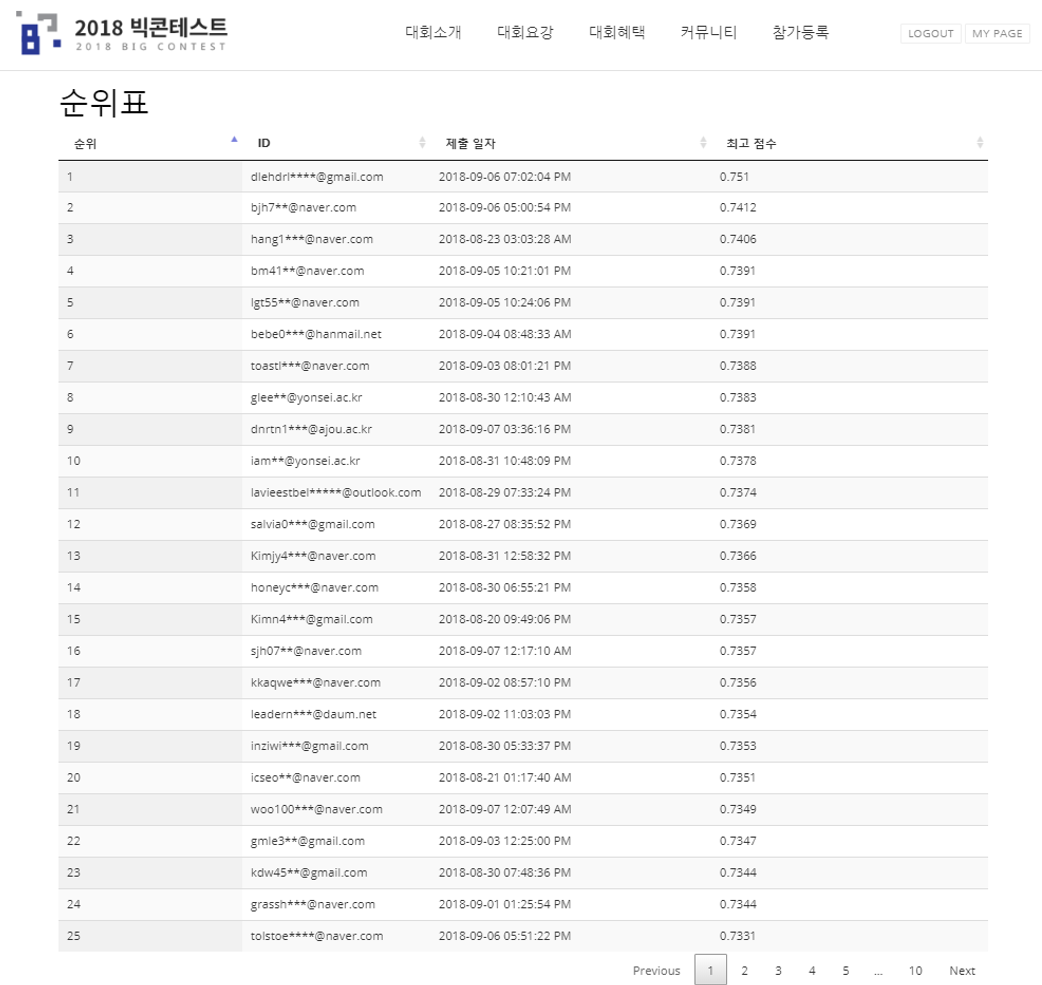 2018 빅콘테스트
2018 BIG CONTEST
대회소개 대회요강 대회혜택 커뮤니티 참가등록 LOGOUT MY PAGE
순위표
순위 ID 제출 일자 최고 점수
1 dlehdrl****@gmail.com 2018-09-06 07:02:04 PM 0.751
2 bjh7**@naver.com 2018-09-06 05:00:54 PM 0.7412
3 hang1***@naver.com 2018-08-23 03:03:28 AM 0.7406
4 bm41**@naver.com 2018-09-05 10:21:01 PM 0.7391
5 lgt55**@naver.com 2018-09-05 10:24:06 PM 0.7391
6 bebe0***@hanmail.net 2018-09-04 08:48:33 AM 0.7391
7 toastl***@naver.com 2018-09-03 08:01:21 PM 0.7388
8 glee**@yonsei.ac.kr 2018-08-30 12:10:43 AM 0.7383
9 dnrtn1***@ajou.ac.kr 2018-09-07 03:36:16 PM 0.7381
10 iam**@yonsei.ac.kr 2018-08-31 10:48:09 PM 0.7378
11 lavieestbel*****@outlook.com 2018-08-29 07:33:24 PM 0.7374
12 salvia0***@gmail.com 2018-08-27 08:35:52 PM 0.7369
13 Kimjy4***@naver.com 2018-08-31 12:58:32 PM 0.7366
14 honeyc***@naver.com 2018-08-30 06:55:21 PM 0.7358
15 Kimn4***@gmail.com 2018-08-20 09:49:06 PM 0.7357
16 sjh07**@naver.com 2018-09-07 12:17:10 AM 0.7357
17 kkaqwe***@naver.com 2018-09-02 08:57:10 PM 0.7356
18 leadern***@daum.net 2018-09-02 11:03:03 PM 0.7354
19 inziwi***@gmail.com 2018-08-30 05:33:37 PM 0.7353
20 icseo**@naver.com 2018-08-21 01:17:40 AM 0.7351
21 woo100***@naver.com 2018-09-07 12:07:49 AM 0.7349
22 gmle3**@gmail.com 2018-09-03 12:25:00 PM 0.7347
23 kdw45**@gmail.com 2018-08-30 07:48:36 PM 0.7344
24 grassh***@naver.com 2018-09-01 01:25:54 PM 0.7344
25 tolstoe****@naver.com 2018-09-06 05:51:22 PM 0.7331
Previous 1 2 3 4 5 ... 10 Next